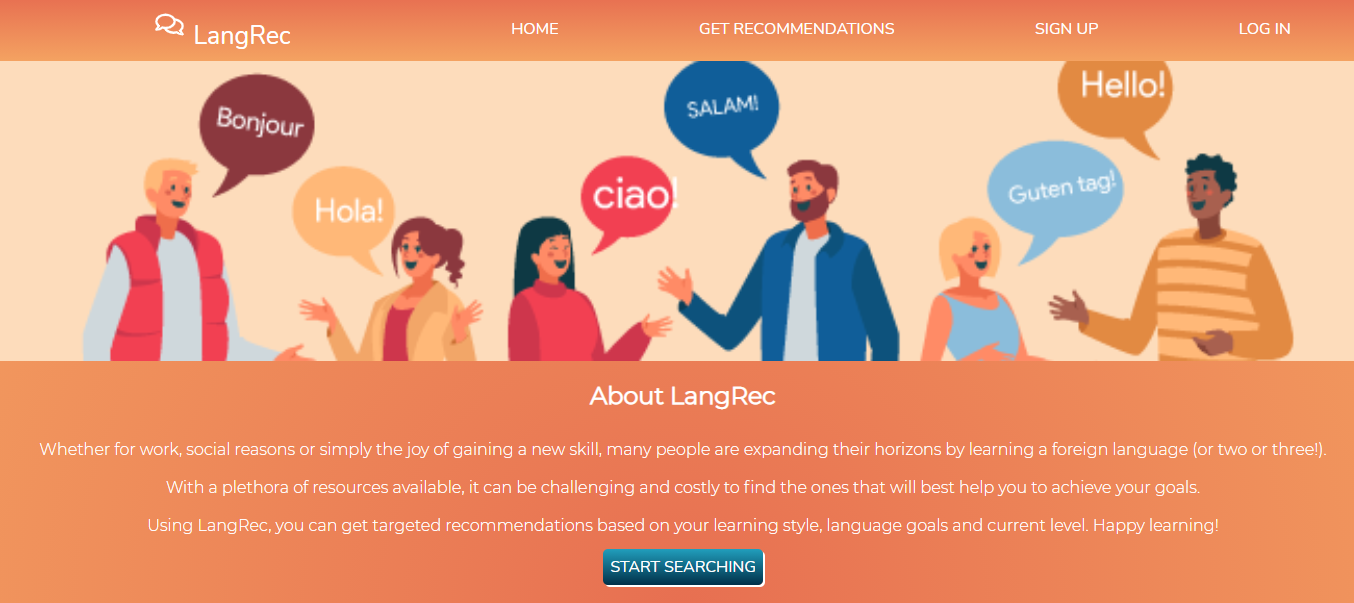 LangRec
HOME
GET RECOMMENDATIONS
SIGN UP
LOG IN
Bonjour
Hola!
ciao!
SALAM!
Guten tag!
Hello!
About LangRec
Whether for work, social reasons or simply the joy of gaining a new skill, many people are expanding their horizons by learning a foreign language (or two or three!).
With a plethora of resources available, it can be challenging and costly to find the ones that will best help you to achieve your goals.
Using LangRec, you can get targeted recommendations based on your learning style, language goals and current level. Happy learning!
START SEARCHING